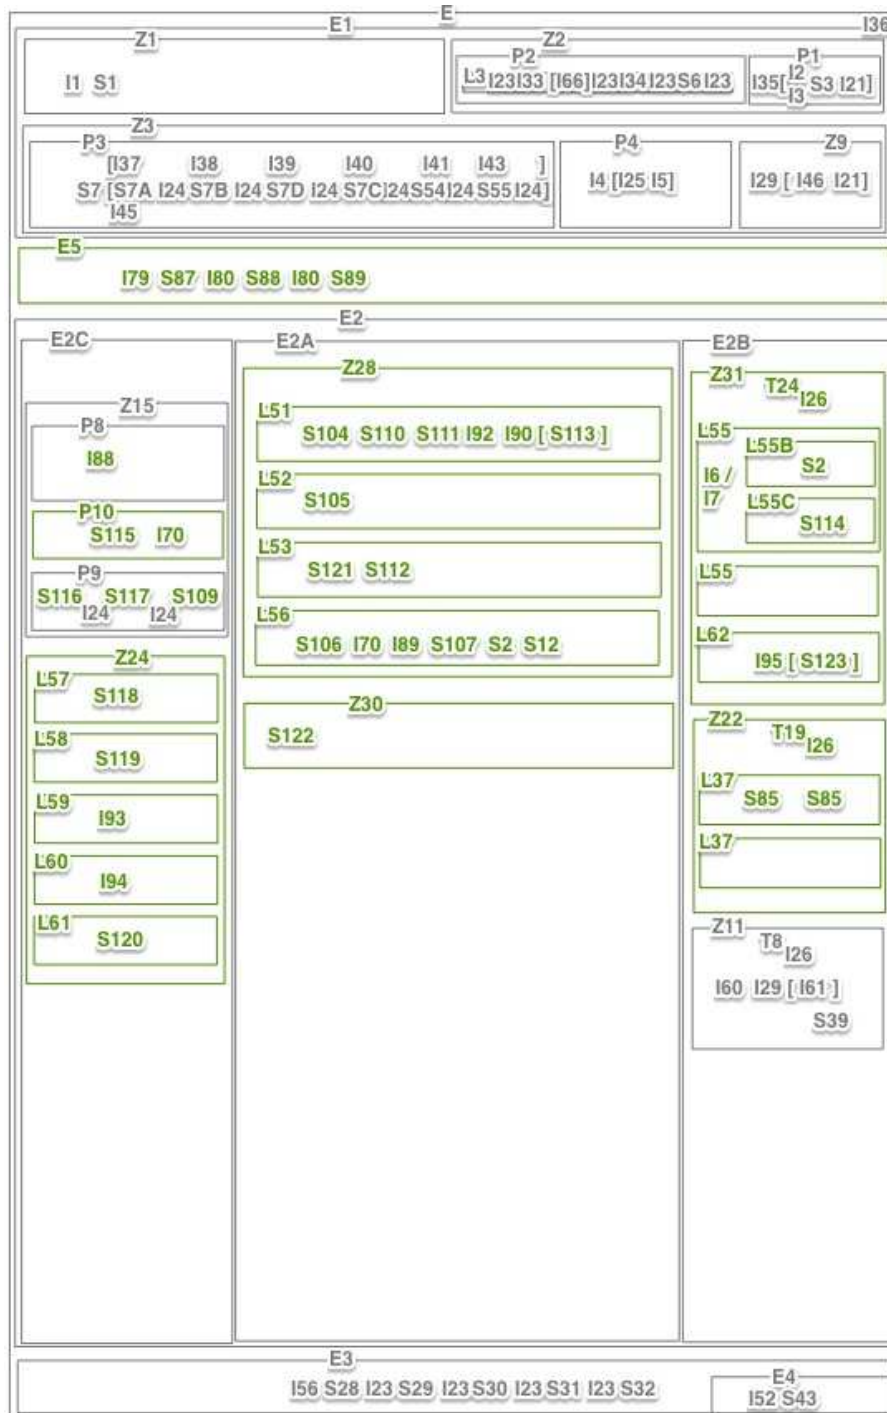 E
E1 I36
Z1 Z2
P2 P1
I1 S1
L3 I23 I33 [I66] I23 I34 I23 S6 I23
I35 [ I2 S3 I21]
I3
Z3
P3 P4 Z9
[I37 I38 I39 I40 I41 I43 ]
S7 [S7A I24 S7B I24 S7D I24 S7C I24 S54 I24 S55 I24]
I45
I4 [I25 I5]
I29 [ I46 I21]
E5
I79 S87 I80 S88 I80 S89
E2
E2C
Z15
P8
I88
P10
S115 I70
P9
S116 S117 S109
I24 I24
Z24
L57
S118
L58
S119
L59
I93
L60
I94
L61
S120
E2A
Z28
L51
S104 S110 S111 I92 I90 [ S113 ]
L52
S105
L53
S121 S112
L56
S106 I70 I89 S107 S2 S12
Z30
S122
E2B
Z31
T24
I26
L55
L55B
S2
I6 /
I7
L55C
S114
L55
L62
I95 [ S123 ]
Z22
T19
I26
L37
S85 S85
L37
Z11
T8
I26
I60 I29 [ I61 ]
S39
E3
I56 S28 I23 S29 I23 S30 I23 S31 I23 S32
E4
I52 S43